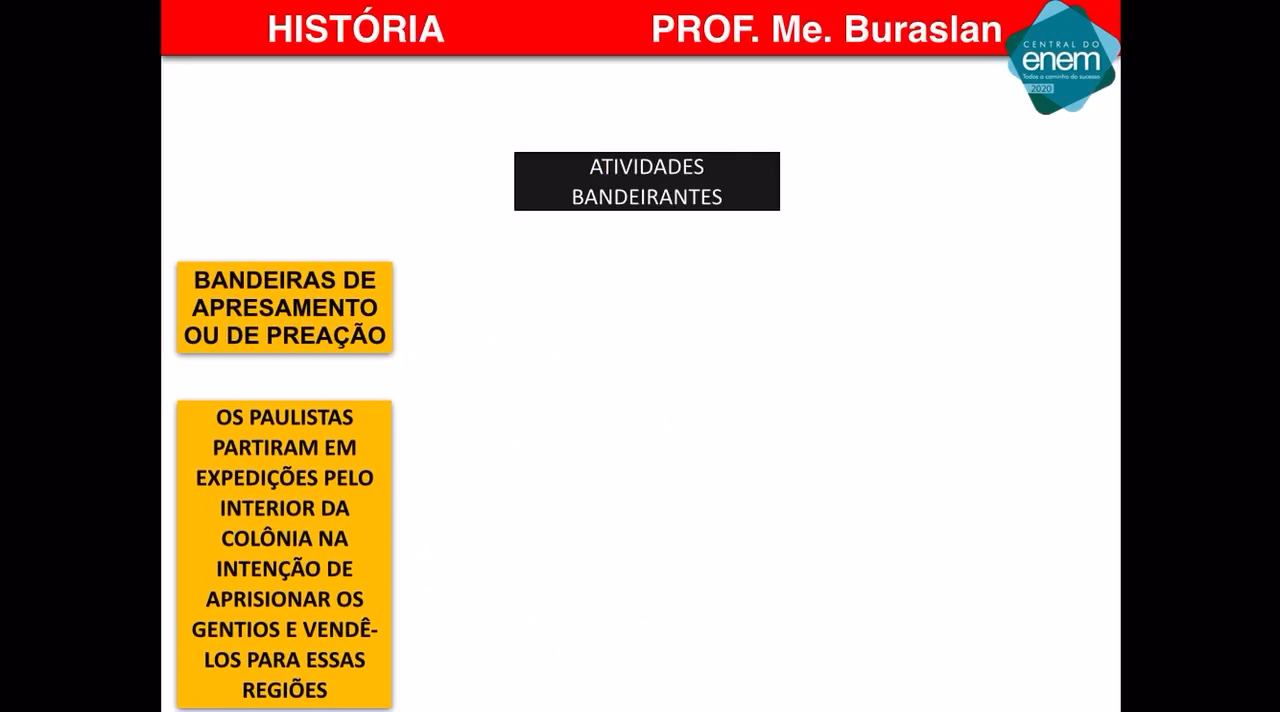 HISTÓRIA
PROF. Me. Buraslan
CENTRAL DO
enem
Todos a caminho do sucesso
2020
ATIVIDADES
BANDEIRANTES
BANDEIRAS DE
APRESAMENTO
OU DE PREAÇÃO
OS PAULISTAS
PARTIRAM EM
EXPEDIÇÕES PELO
INTERIOR DA
COLÔNIA NA
INTENÇÃO DE
APRISIONAR OS
GENTIOS E VENDÊ-
LOS PARA ESSAS
REGIÕES